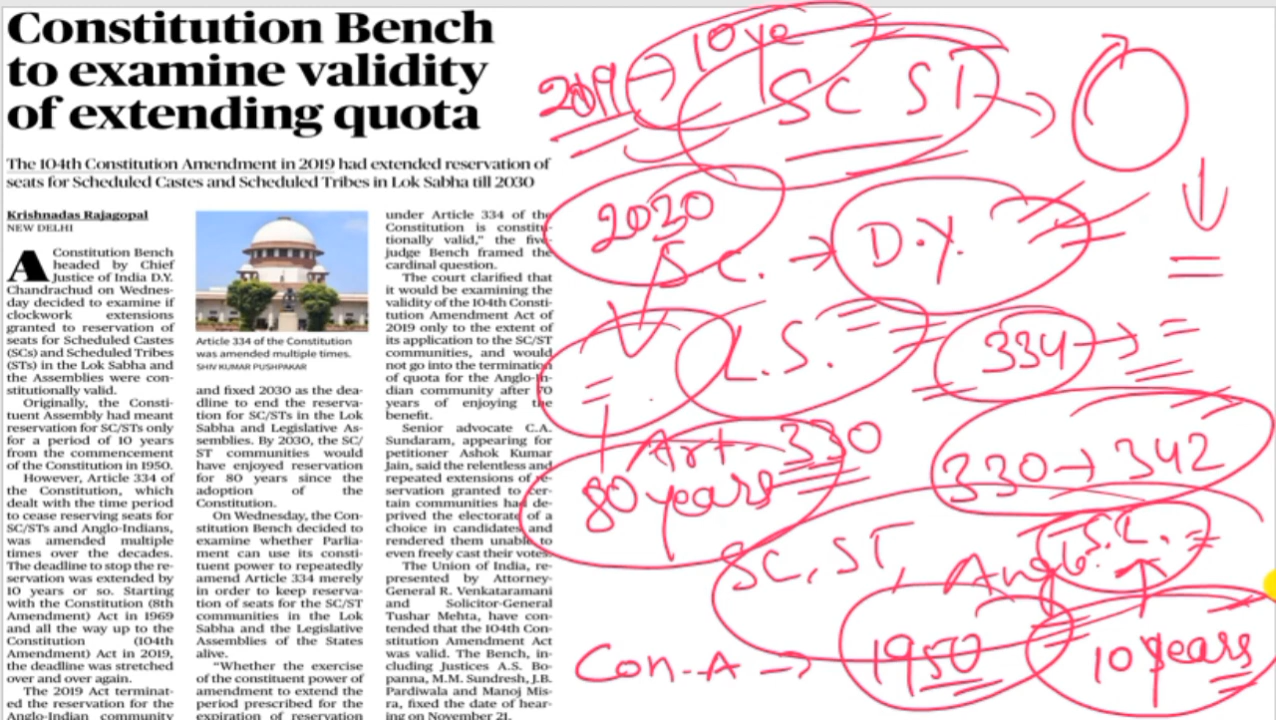 Constitution Bench
to examine validity
of extending quota
The 104th Constitution Amendment in 2019 had extended reservation of
seats for Scheduled Castes and Scheduled Tribes in Lok Sabha till 2030
Krishnadas Rajagopal
NEW DELHI
A Constitution Bench
headed by Chief
Justice of India D.Y.
Chandrachud on Wednes-
day decided to examine if
clockwork extensions
granted to reservation of
seats for Scheduled Castes
(SCs) and Scheduled Tribes
(STs) in the Lok Sabha and
the Assemblies were con-
stitutionally valid.
Originally, the Consti-
tuent Assembly had meant
reservation for SC/STs only
for a period of 10 years
from the commencement
of the Constitution in 1950.
However, Article 334 of
the Constitution, which
dealt with the time period
to cease reserving seats for
SC/STs and Anglo-Indians,
was amended multiple
times over the decades.
The deadline to stop the re-
servation was extended by
10 years or so. Starting
with the Constitution (8th
Amendment) Act in 1969
and all the way up to the
Constitution (104th
Amendment) Act in 2019,
the deadline was stretched
over and over again.
The 2019 Act terminat-
ed the reservation for the
Anglo-Indian community
Article 334 of the Constitution
was amended multiple times.
SHIV KUMAR PUSHPAKAR
and fixed 2030 as the dea-
dline to end the reserva-
tion for SC/STs in the Lok
Sabha and Legislative As-
semblies. By 2030, the SC/
ST communities would
have enjoyed reservation
for 80 years since the
adoption of the
Constitution.
On Wednesday, the Con-
stitution Bench decided to
examine whether Parlia-
ment can use its consti-
tuent power to repeatedly
amend Article 334 merely
in order to keep reserva-
tion of seats for the SC/ST
communities in the Lok
Sabha and the Legislative
Assemblies of the States
alive.
"Whether the exercise
of the constituent power of
amendment to extend the
period prescribed for the
expiration of reservation
under Article 334 of the
Constitution is constitu-
tionally valid," the five-
judge Bench framed the
cardinal question.
The court clarified that
it would be examining the
validity of the 104th Consti-
tution Amendment Act of
2019 only to the extent of
its application to the SC/ST
communities, and would
not go into the termination
of quota for the Anglo-In-
dian community after 70
years of enjoying the
benefit.
Senior advocate C.A.
Sundaram, appearing for
petitioner Ashok Kumar
Jain, said the relentless and
repeated extensions of re-
servation granted to cer-
tain communities had de-
prived the electorate of a
choice in candidates and
rendered them unable to
even freely cast their votes.
The Union of India, re-
presented by Attorney-
General R. Venkataramani
and Solicitor-General
Tushar Mehta, have con-
tended that the 104th Con-
stitution Amendment Act
was valid. The Bench, in-
cluding Justices A.S. Bo-
panna, M.M. Sundresh, J.B.
Pardiwala and Manoj Mis-
ra, fixed the date of hear-
ing on November 21.
2019 → 10 ye
SC ST →
2030
S.C. → D.Y.
L.S. 334 →
Art - 330
330 → 342
80 years
SC, ST, Anglo.
Con-A → 1950 10 years